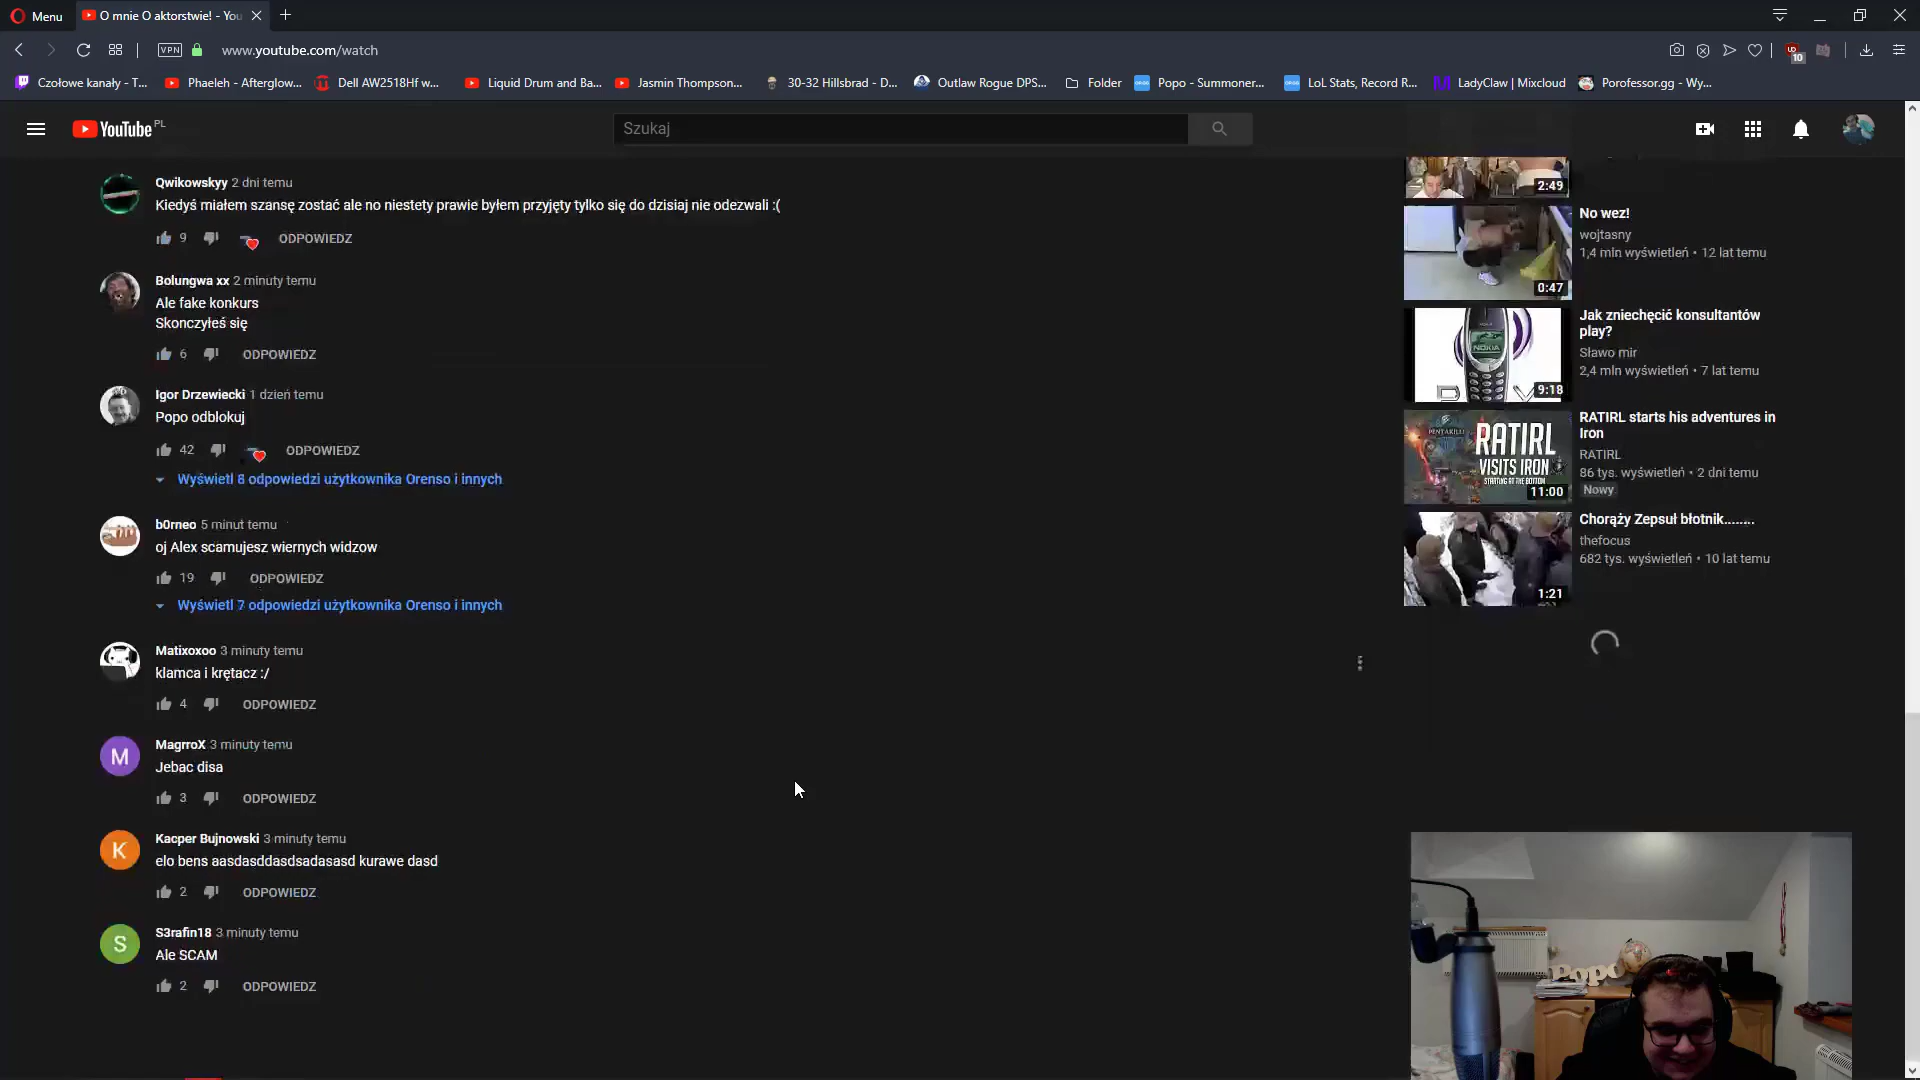 Menu
O mnie O aktorstwie! - You
VPN
www.youtube.com/watch
10
Czołowe kanały - T...
Phaeleh - Afterglow...
Dell AW2518Hf w...
Liquid Drum and Ba...
Jasmin Thompson...
30-32 Hillsbrad - D...
Outlaw Rogue DPS...
Folder
Popo - Summoner...
LoL Stats, Record R...
LadyClaw | Mixcloud
Porofessor.gg - Wy...
YouTube PL
Szukaj
Qwikowskyy 2 dni temu
Kiedyś miałem szansę zostać ale no niestety prawie byłem przyjęty tylko się do dzisiaj nie odezwali :(
9 ODPOWIEDZ
Bolungwa xx 2 minuty temu
Ale fake konkurs
Skonczyłeś się
6 ODPOWIEDZ
Igor Drzewiecki 1 dzień temu
Popo odblokuj
42 ODPOWIEDZ
Wyświetl 8 odpowiedzi użytkownika Orenso i innych
b0rneo 5 minut temu
oj Alex scamujesz wiernych widzow
19 ODPOWIEDZ
Wyświetl 7 odpowiedzi użytkownika Orenso i innych
Matixoxoo 3 minuty temu
klamca i krętacz :/
4 ODPOWIEDZ
MagrroX 3 minuty temu
Jebac disa
3 ODPOWIEDZ
Kacper Bujnowski 3 minuty temu
elo bens aasdasddasdsadasasd kurawe dasd
2 ODPOWIEDZ
S3rafin18 3 minuty temu
Ale SCAM
2 ODPOWIEDZ
M
K
S
2:49
No wez!
wojtasny
1,4 mln wyświetleń • 12 lat temu
0:47
Jak zniechęcić konsultantów
play?
Sławo mir
2,4 mln wyświetleń • 7 lat temu
NOKIA
9:18
RATIRL starts his adventures in
Iron
RATIRL
86 tys. wyświetleń • 2 dni temu
Nowy
PENTAKILL!
RATIRL
VISITS IRON
STARTING AT THE BOTTOM
11:00
Chorąży Zepsuł błotnik........
thefocus
682 tys. wyświetleń • 10 lat temu
1:21
POPO